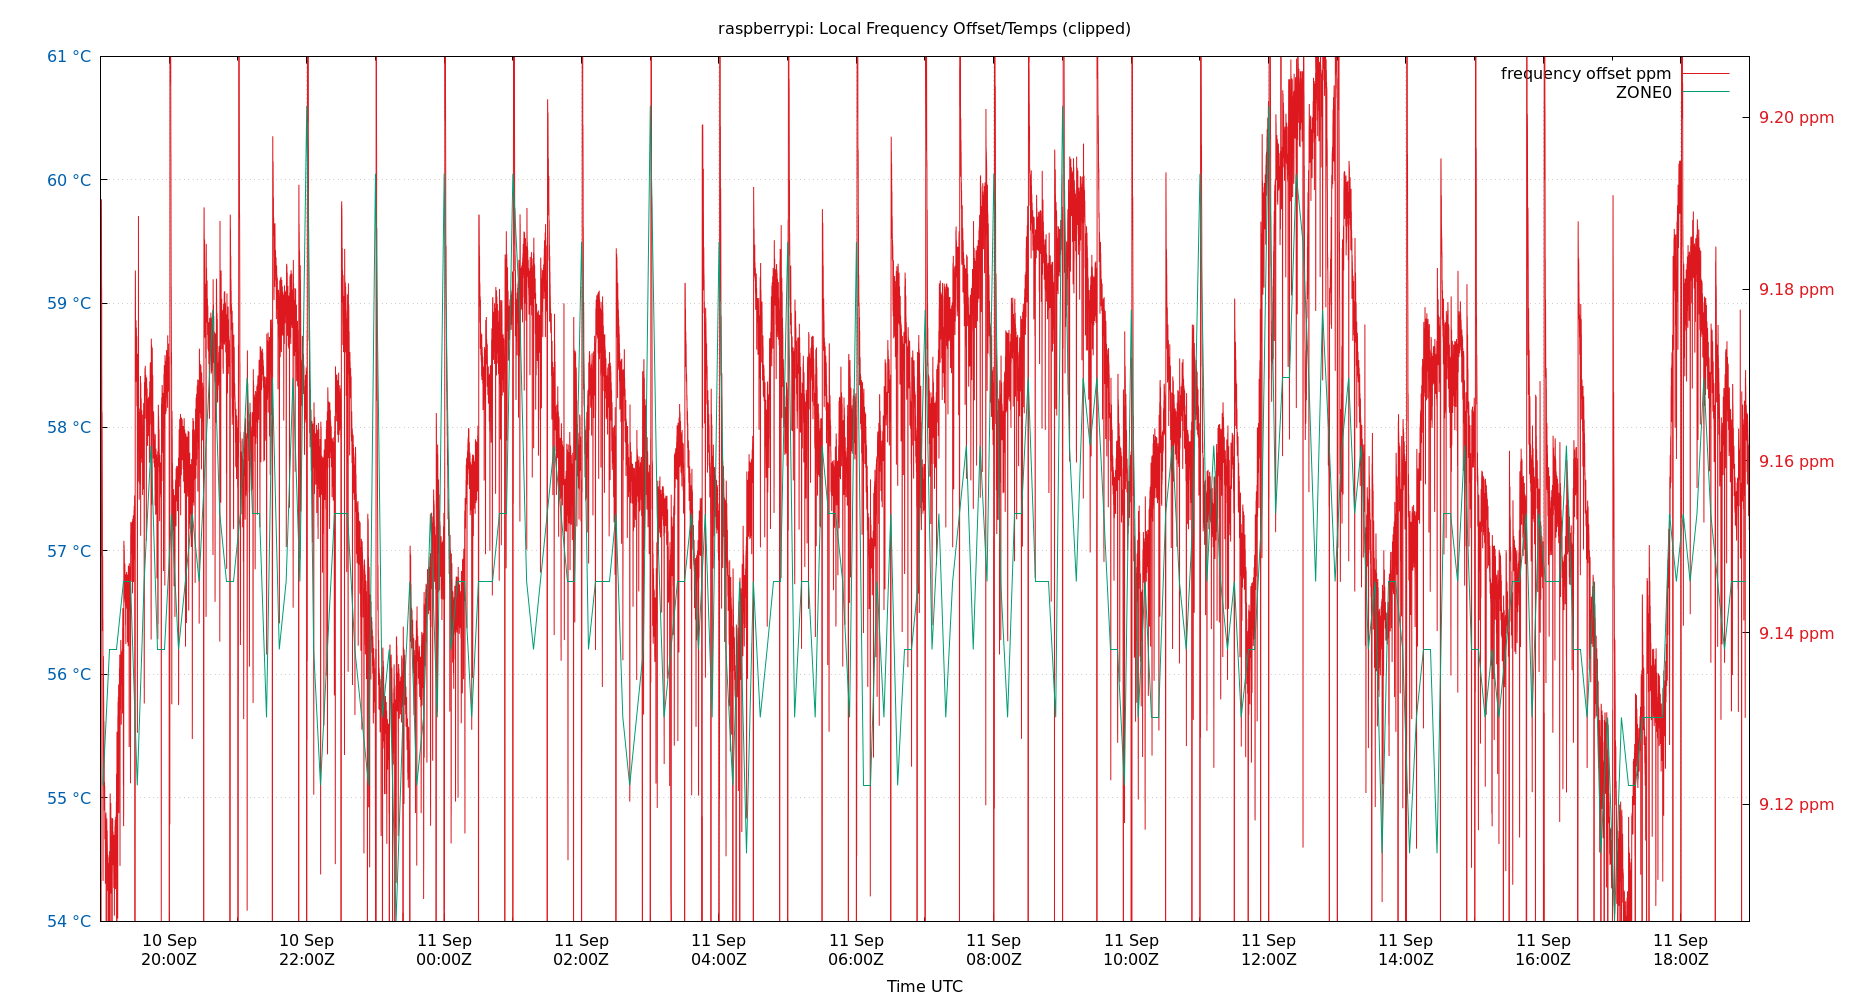 raspberrypi: Local Frequency Offset/Temps (clipped)
61 °C
60 °C
59 °C
58 °C
57 °C
56 °C
55 °C
54 °C
frequency offset ppm
ZONE0
9.20 ppm
9.18 ppm
9.16 ppm
9.14 ppm
9.12 ppm
10 Sep
20:00Z
10 Sep
22:00Z
11 Sep
00:00Z
11 Sep
02:00Z
11 Sep
04:00Z
11 Sep
06:00Z
11 Sep
08:00Z
11 Sep
10:00Z
11 Sep
12:00Z
11 Sep
14:00Z
11 Sep
16:00Z
11 Sep
18:00Z
Time UTC